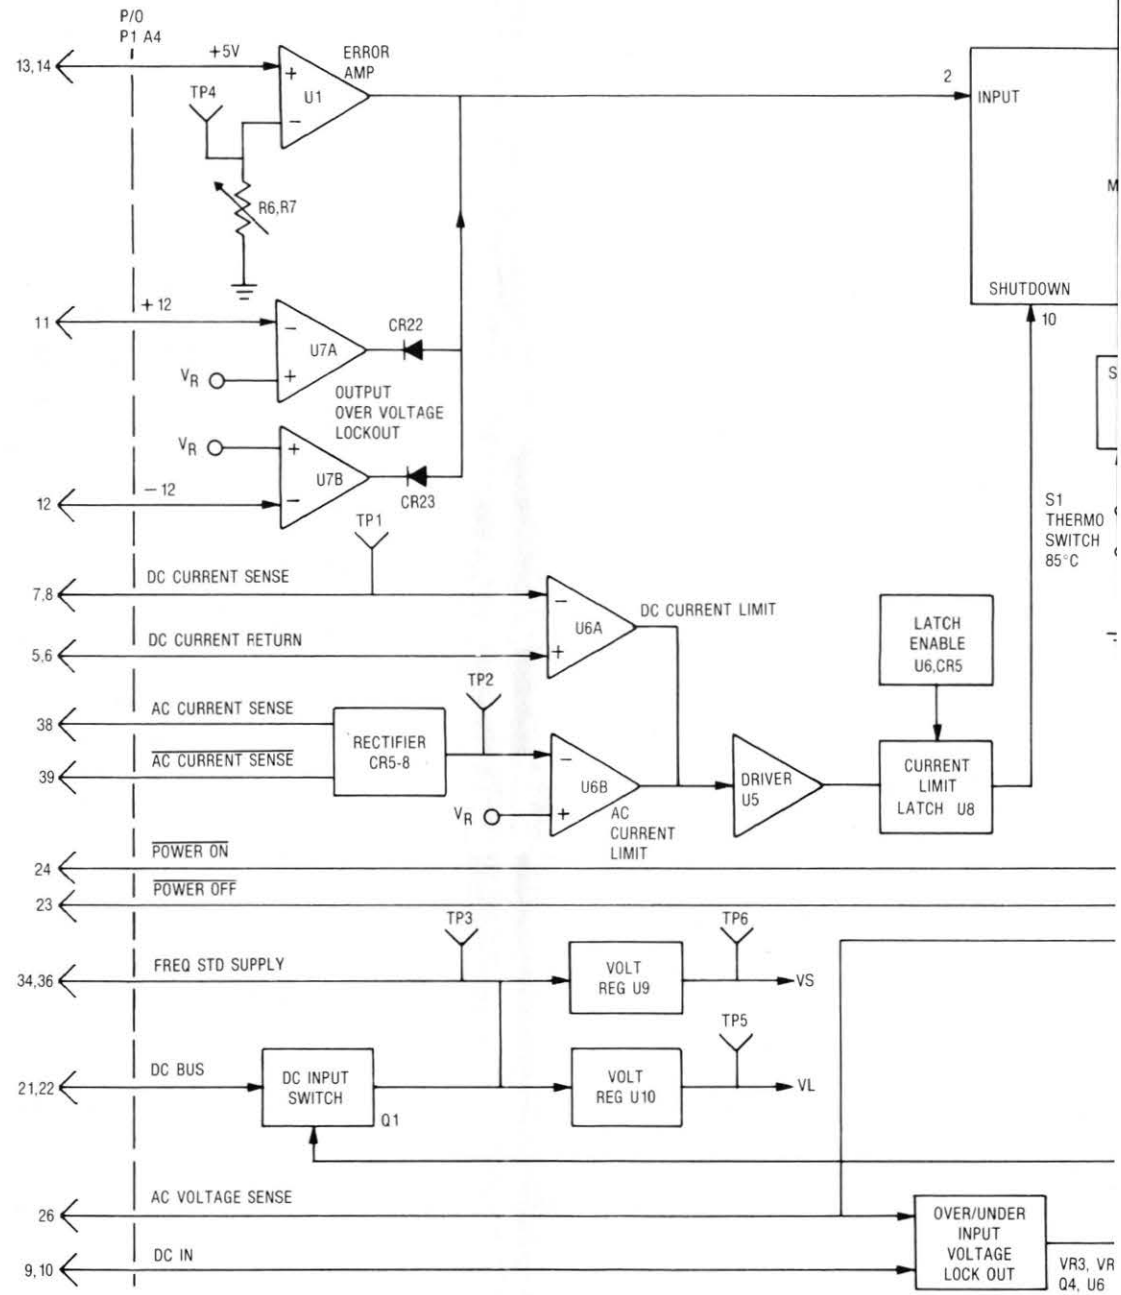 P/O
P1 A4
13,14
+5V
ERROR
AMP
+
U1
−
TP4
R6,R7
2
INPUT
M
SHUTDOWN
10
11
+12
−
U7A
+
CR22
VR
OUTPUT
OVER VOLTAGE
LOCKOUT
VR
+
U7B
−
CR23
12
−12
TP1
S
S1
THERMO
SWITCH
85°C
7,8
DC CURRENT SENSE
−
U6A
+
DC CURRENT LIMIT
5,6
DC CURRENT RETURN
LATCH
ENABLE
U6,CR5
TP2
38
AC CURRENT SENSE
RECTIFIER
CR5-8
39
AC CURRENT SENSE
−
U6B
+
VR
AC
CURRENT
LIMIT
DRIVER
U5
CURRENT
LIMIT
LATCH U8
24
POWER ON
23
POWER OFF
TP3
TP6
34,36
FREQ STD SUPPLY
VOLT
REG U9
VS
TP5
21,22
DC BUS
DC INPUT
SWITCH
Q1
VOLT
REG U10
VL
26
AC VOLTAGE SENSE
OVER/UNDER
INPUT
VOLTAGE
LOCK OUT
9,10
DC IN
VR3, VR
Q4, U6